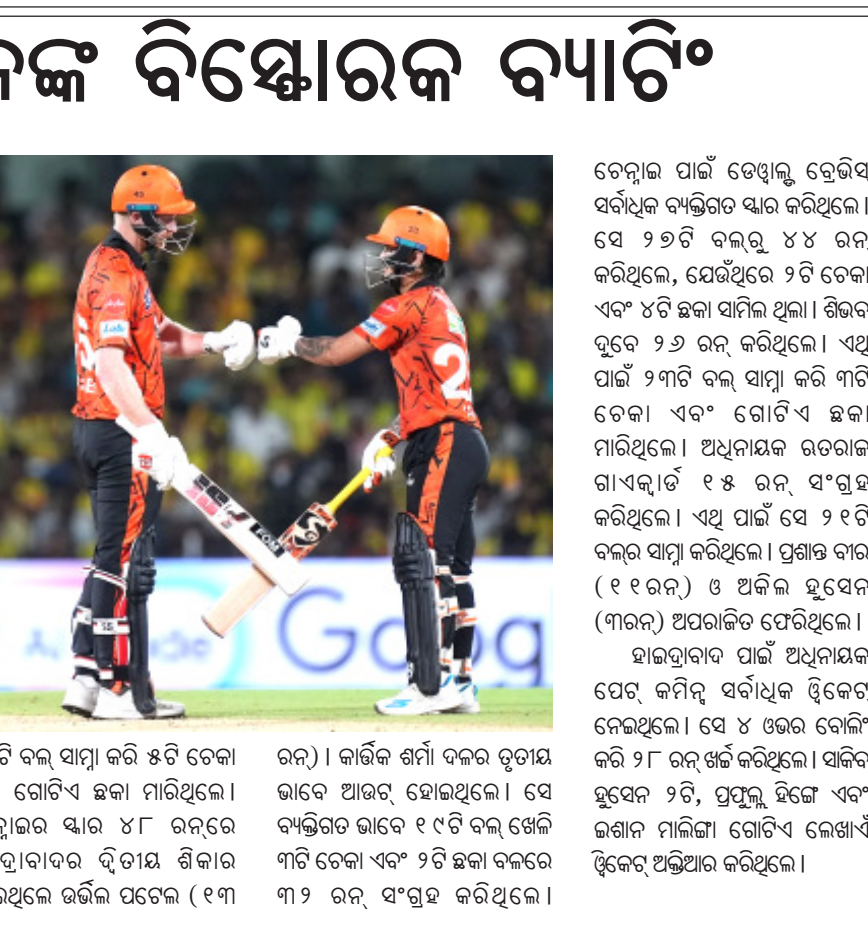 ବିସ୍ଫୋରକ ବ୍ୟାଟିଂ
ଟି ବଲ୍ ସାମ୍ନା କରି ୫ଟି ଚୌକା
ଗୋଟିଏ ଛକା ମାରିଥିଲେ।
ସ୍କୋର ୪୮ ରନ୍‌ରେ
ଦ୍ୱିତୀୟ ଶିକାର
ଉର୍ଭିଲ ପଟେଲ (୧୩
ରନ୍)। କାର୍ତ୍ତିକ ଶର୍ମା ଦଳର ତୃତୀୟ
ଭାବେ ଆଉଟ୍ ହୋଇଥିଲେ। ସେ
ବ୍ୟକ୍ତିଗତ ଭାବେ ୧୯ଟି ବଲ୍ ଖେଳି
୩ଟି ଚୌକା ଏବଂ ୨ଟି ଛକା ବଳରେ
୩୨ ରନ୍ ସଂଗ୍ରହ କରିଥିଲେ।
ଚେନ୍ନାଇ ପାଇଁ ଡେୱାଲ୍ଡ ବ୍ରେଭିସ
ସର୍ବାଧିକ ବ୍ୟକ୍ତିଗତ ସ୍କୋର କରିଥିଲେ।
ସେ ୨୭ଟି ବଲ୍‌ରୁ ୪୪ ରନ୍
କରିଥିଲେ, ଯେଉଁଥିରେ ୨ଟି ଚୌକା
ଏବଂ ୪ଟି ଛକା ସାମିଲ ଥିଲା। ଶିଭବ
ଦୁବେ ୨୬ ରନ୍ କରିଥିଲେ। ଏଥି
ପାଇଁ ୨୩ଟି ବଲ୍ ସାମ୍ନା କରି ୩ଟି
ଚୌକା ଏବଂ ଗୋଟିଏ ଛକା
ମାରିଥିଲେ। ଅଧିନାୟକ ଋତରାଜ
ଗାଏକ୍ୱାର୍ଡ ୧୫ ରନ୍ ସଂଗ୍ରହ
କରିଥିଲେ। ଏଥି ପାଇଁ ସେ ୨୧ଟି
ବଲ୍‌ର ସାମ୍ନା କରିଥିଲେ। ପ୍ରଶାନ୍ତ ବୀର
(୧୧ରନ୍) ଓ ଅକିଲ ହୁସେନ
(୩ରନ୍) ଅପରାଜିତ ଫେରିଥିଲେ।
ହାଇଦ୍ରାବାଦ ପାଇଁ ଅଧିନାୟକ
ପେଟ୍ କମିନ୍ସ ସର୍ବାଧିକ ୱିକେଟ୍
ନେଇଥିଲେ। ସେ ୪ ଓଭର ବୋଲିଂ
କରି ୨୮ ରନ୍ ଖର୍ଚ୍ଚ କରିଥିଲେ। ସାକିବ
ହୁସେନ ୨ଟି, ପ୍ରଫୁଲ୍ଲ ହିଙ୍ଗେ ଏବଂ
ଇଶାନ ମାଲିଙ୍ଗା ଗୋଟିଏ ଲେଖାଏଁ
ୱିକେଟ୍ ଅକ୍ତିଆର କରିଥିଲେ।